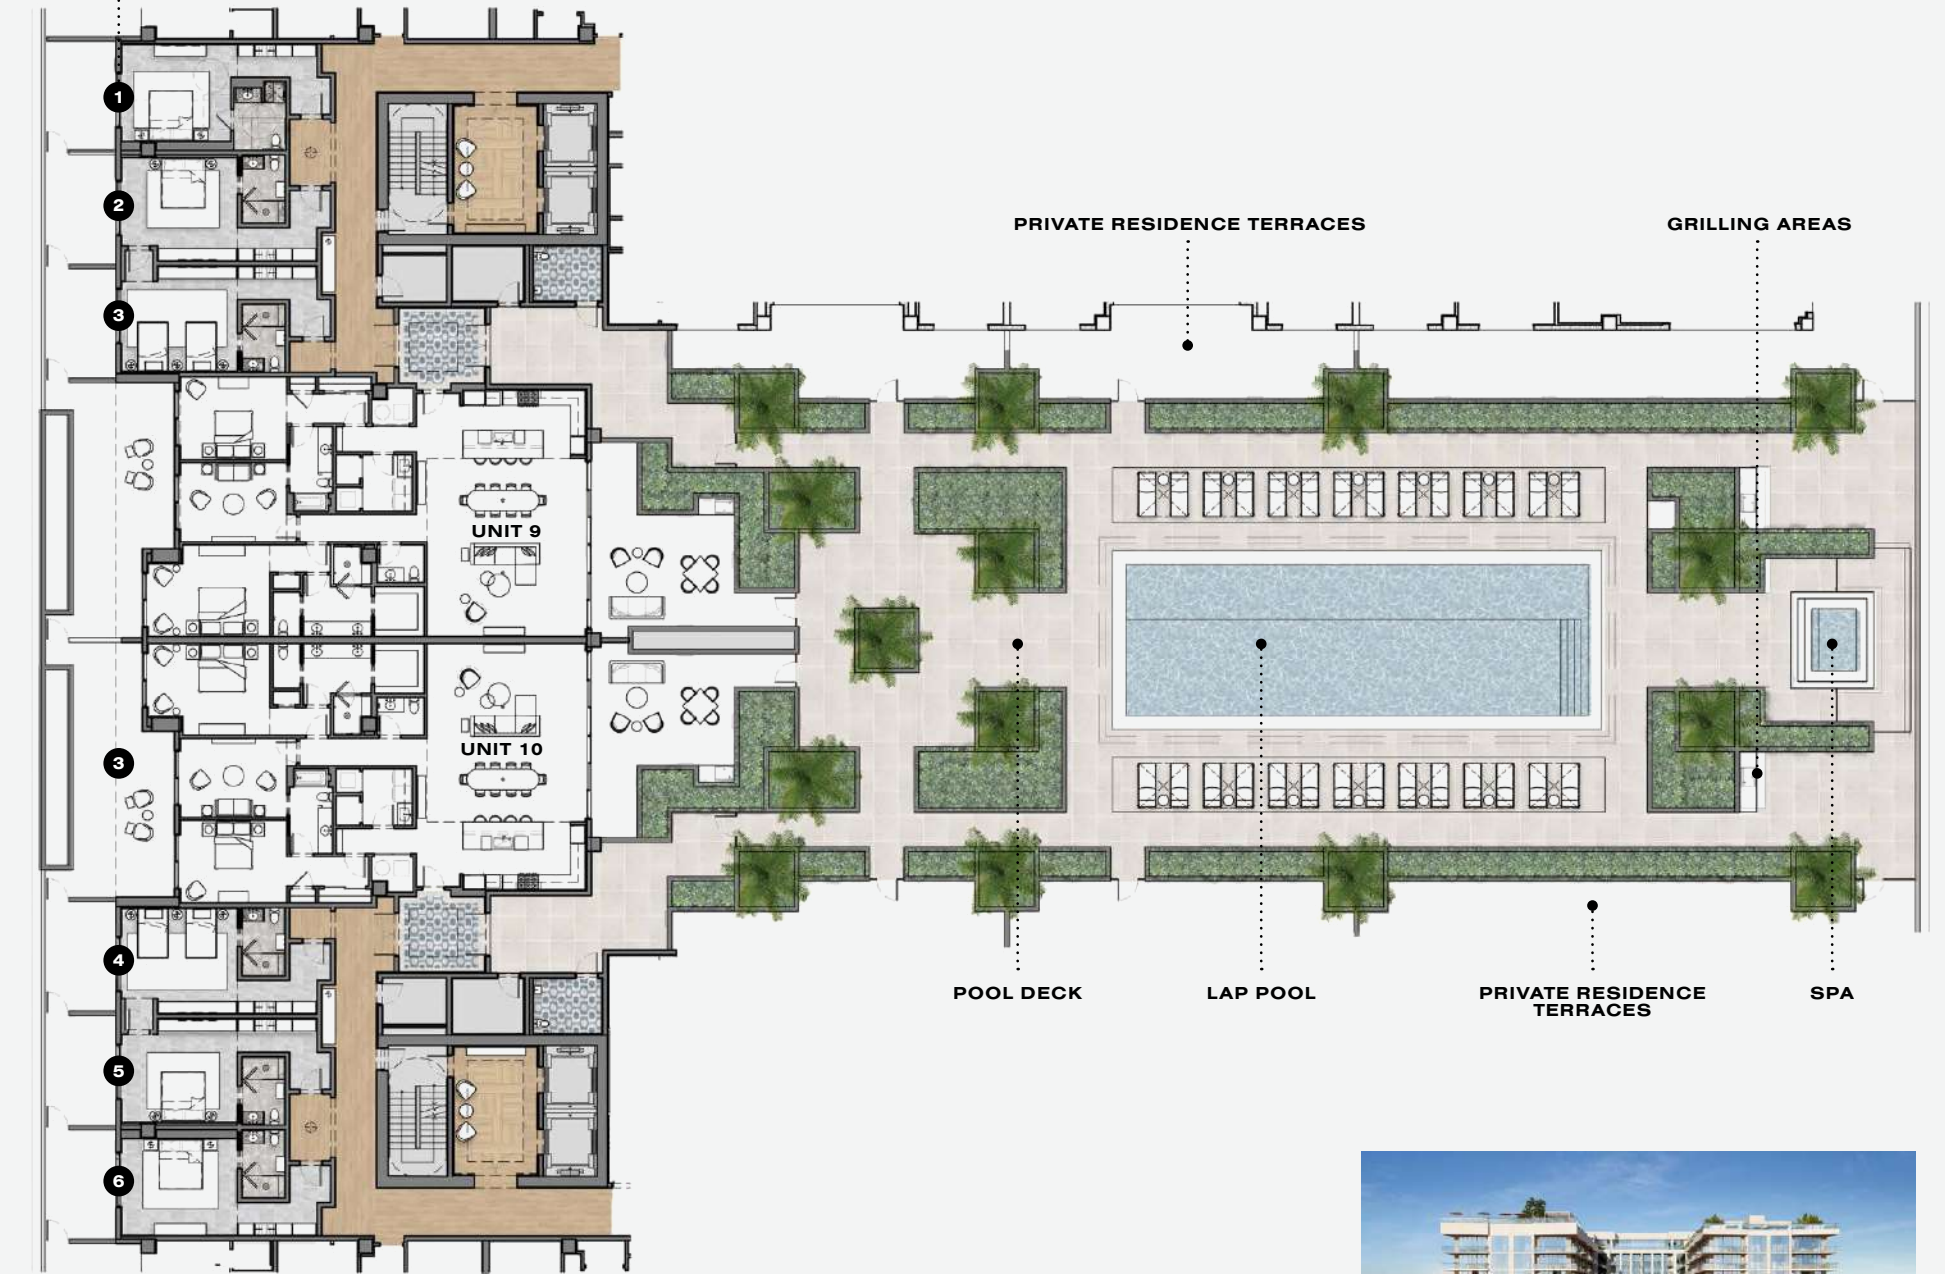 1
2
3
PRIVATE RESIDENCE TERRACES
GRILLING AREAS
UNIT 9
UNIT 10
3
4
5
6
POOL DECK
LAP POOL
PRIVATE RESIDENCE
TERRACES
SPA